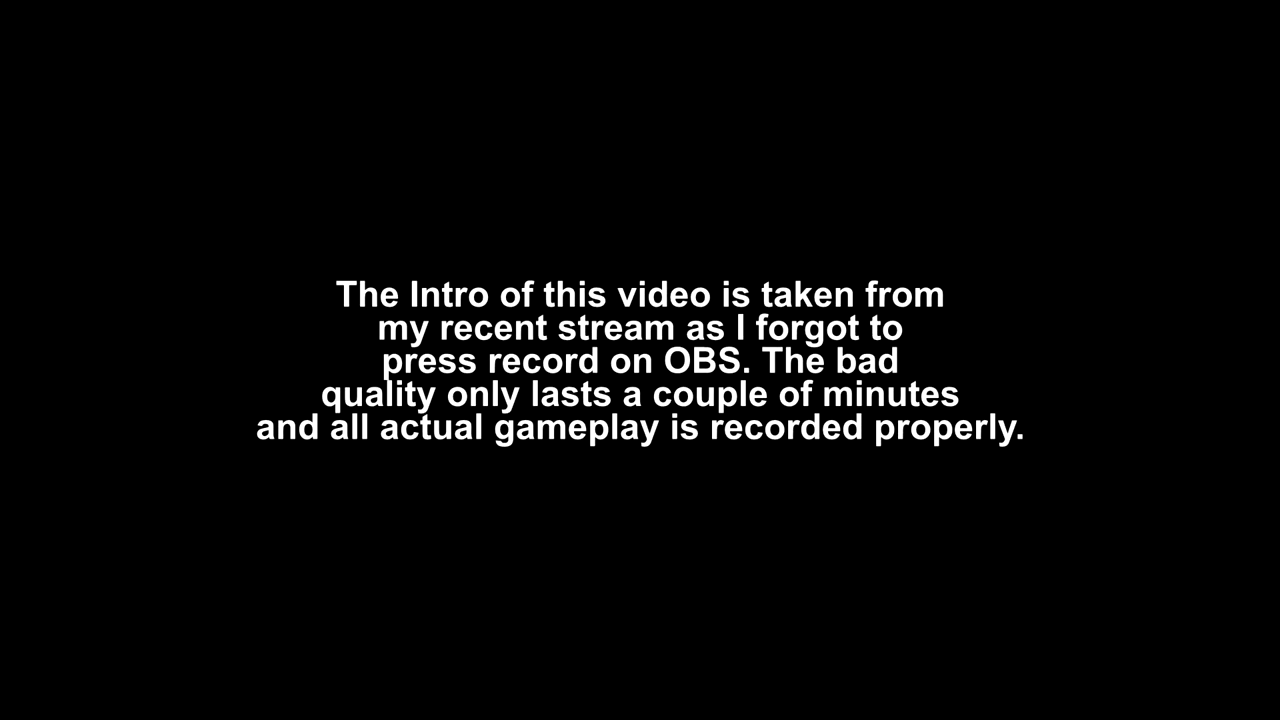 The Intro of this video is taken from
my recent stream as I forgot to
press record on OBS. The bad
quality only lasts a couple of minutes
and all actual gameplay is recorded properly.